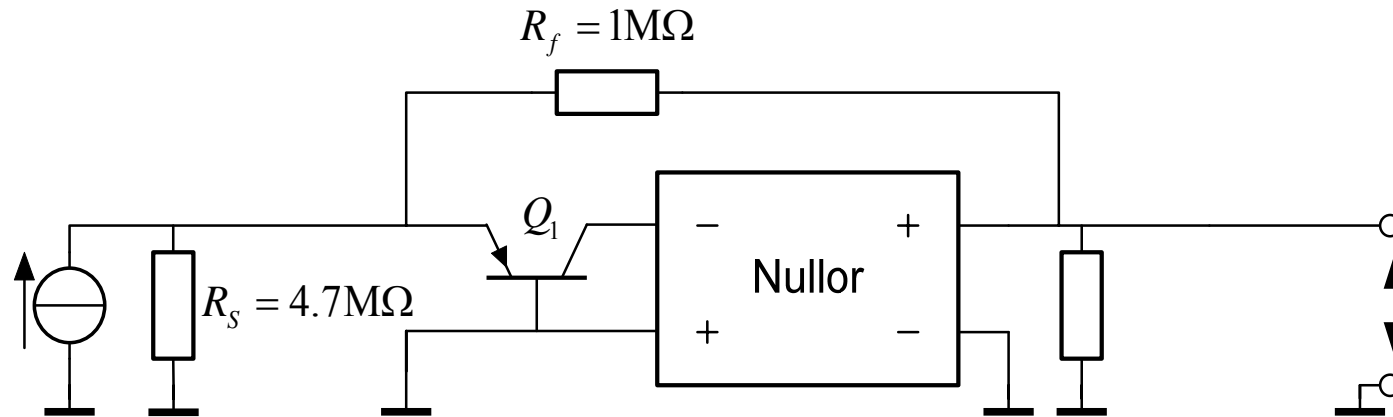 R_f = 1MΩ
Q_1
R_S = 4.7MΩ
− +
Nullor
+ −